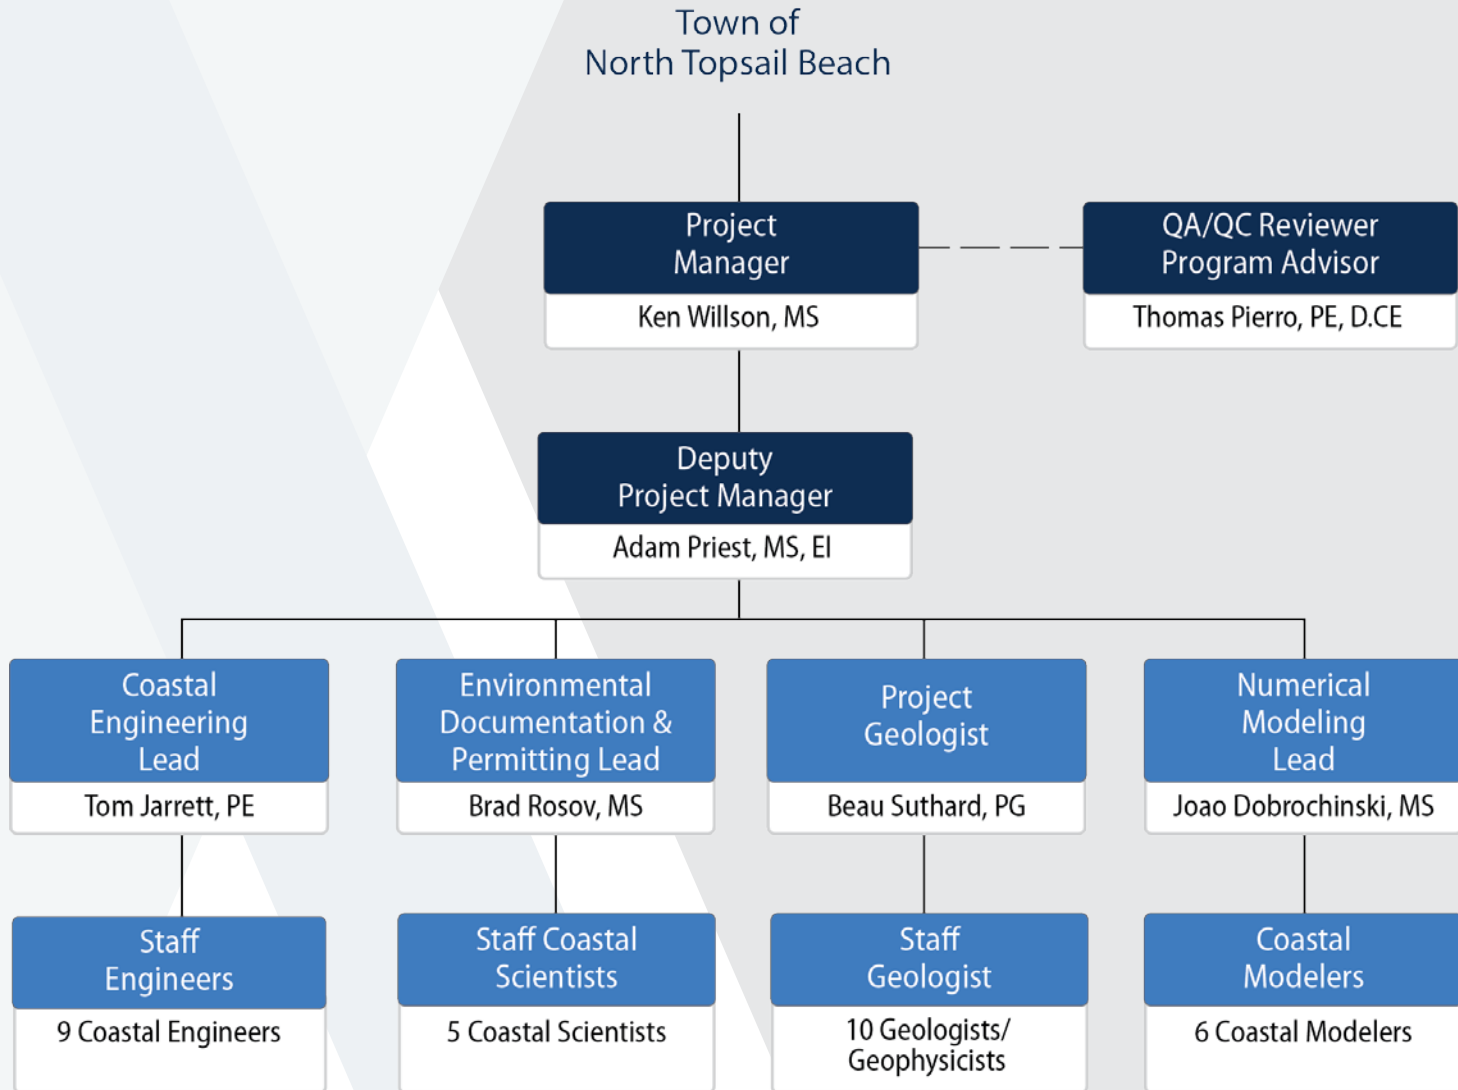 Town of
North Topsail Beach
Project
Manager
Ken Willson, MS
QA/QC Reviewer
Program Advisor
Thomas Pierro, PE, D.CE
Deputy
Project Manager
Adam Priest, MS, EI
Coastal
Engineering
Lead
Tom Jarrett, PE
Environmental
Documentation &
Permitting Lead
Brad Rosov, MS
Project
Geologist
Beau Suthard, PG
Numerical
Modeling
Lead
Joao Dobrochinski, MS
Staff
Engineers
9 Coastal Engineers
Staff Coastal
Scientists
5 Coastal Scientists
Staff
Geologist
10 Geologists/
Geophysicists
Coastal
Modelers
6 Coastal Modelers